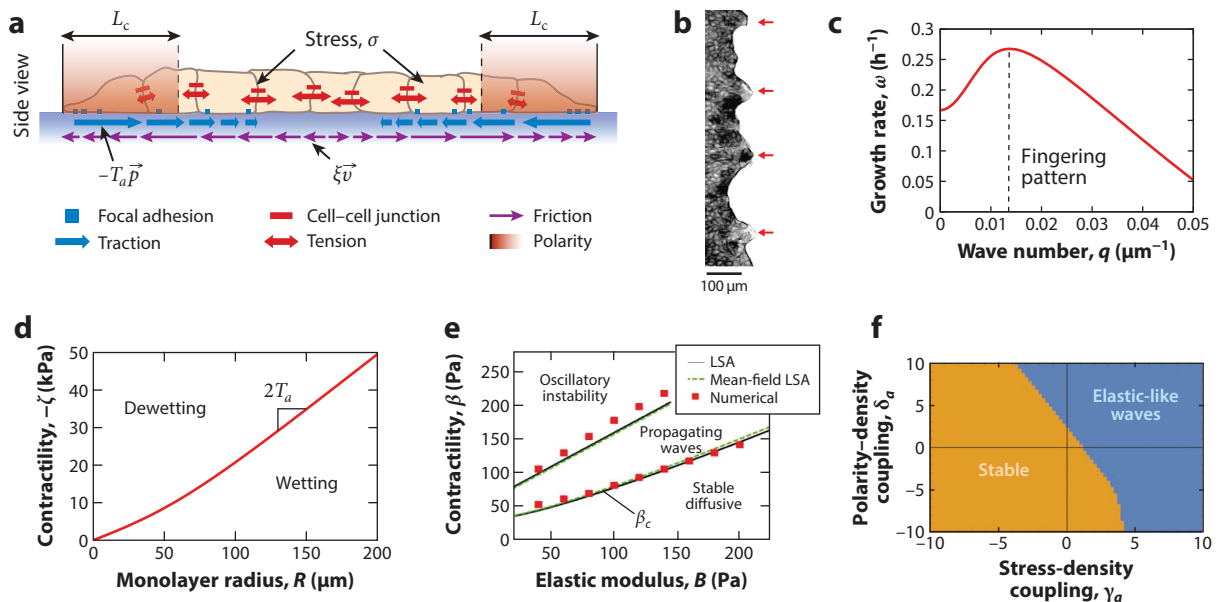 a
Side view
L_c
Stress, σ
L_c
−T_a p⃗
ξv⃗
Focal adhesion
Traction
Cell–cell junction
Tension
Friction
Polarity
b
100 µm
c
Growth rate, ω (h⁻¹)
0.30
0.25
0.20
0.15
0.10
0.05
0
Fingering
pattern
0 0.01 0.02 0.03 0.04 0.05
Wave number, q (µm⁻¹)
d
Contractility, −ζ (kPa)
50
40
30
20
10
0
Dewetting
2T_a
Wetting
0 50 100 150 200
Monolayer radius, R (µm)
e
Contractility, β (Pa)
250
200
150
100
50
0
Oscillatory
instability
LSA
Mean-field LSA
Numerical
Propagating
waves
Stable
diffusive
β_c
50 100 150 200
Elastic modulus, B (Pa)
f
Polarity–density
coupling, δ_a
10
5
0
−5
−10
Elastic-like
waves
Stable
−10 −5 0 5 10
Stress-density
coupling, γ_a